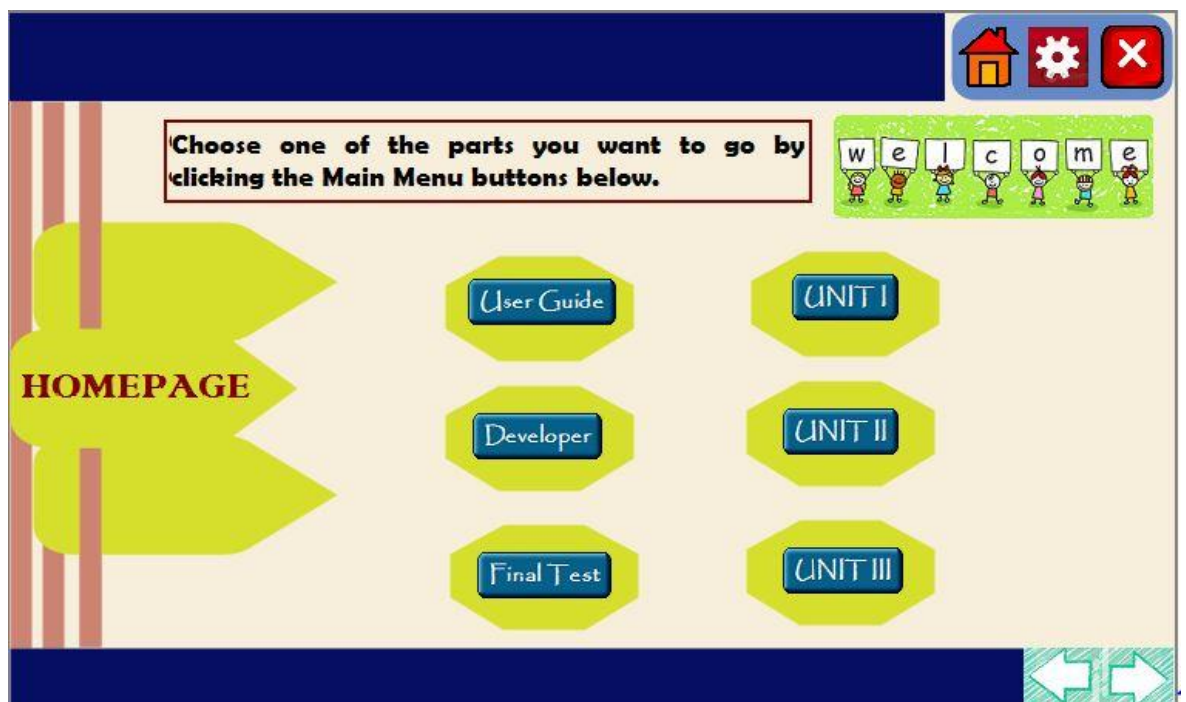 Choose one of the parts you want to go by
clicking the Main Menu buttons below.
welcome
HOMEPAGE
User Guide
UNIT I
Developer
UNIT II
Final Test
UNIT III